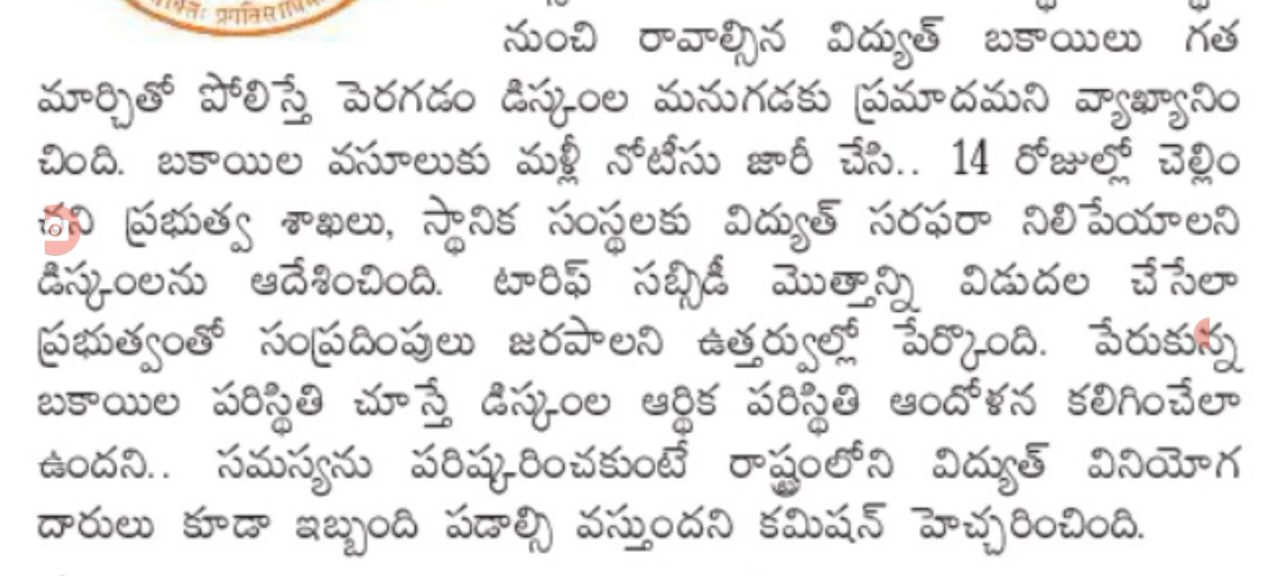 नुంచి రావాల్సిన విద్యుత్ బకాయిలు గత
మార్చితో పోలిస్తే పెరగడం డిస్కంల మనుగడకు ప్రమాదమని వ్యాఖ్యానిం
చింది. బకాయిల వసూలుకు మళ్లీ నోటీసు జారీ చేసి.. 14 రోజుల్లో చెల్లిం
ప్రభుత్వ శాఖలు, స్థానిక సంస్థలకు విద్యుత్ సరఫరా నిలిపేయాలని
డిస్కంలను ఆదేశించింది. టారిఫ్ సబ్సిడీ మొత్తాన్ని విడుదల చేసేలా
ప్రభుత్వంతో సంప్రదింపులు జరపాలని ఉత్తర్వుల్లో పేర్కొంది. పేరుకున్న
బకాయిల పరిస్థితి చూస్తే డిస్కంల ఆర్థిక పరిస్థితి ఆందోళన కలిగించేలా
ఉందని.. సమస్యను పరిష్కరించకుంటే రాష్ట్రంలోని విద్యుత్ వినియోగ
దారులు కూడా ఇబ్బంది పడాల్సి వస్తుందని కమిషన్ హెచ్చరించింది.